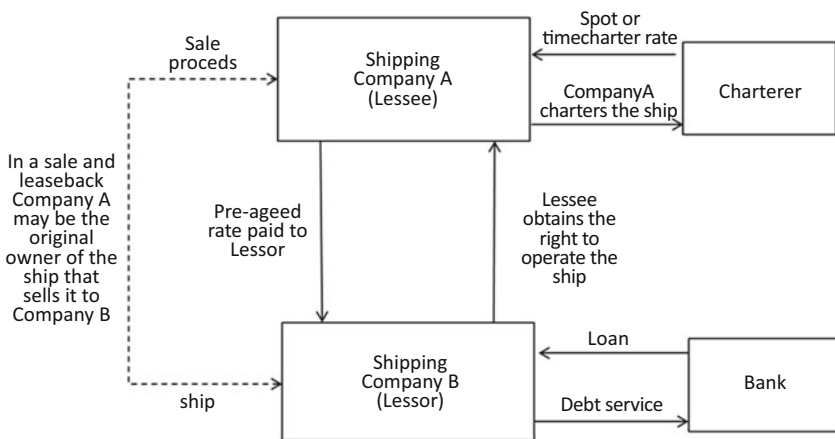 Sale
proceds
Shipping
Company A
(Lessee)
Spot or
timecharter rate
CompanyA
charters the ship
Charterer
In a sale and
leaseback
Company A
may be the
original
owner of the
ship that
sells it to
Company B
Pre-ageed
rate paid to
Lessor
Lessee
obtains the
right to
operate the
ship
ship
Shipping
Company B
(Lessor)
Loan
Debt service
Bank